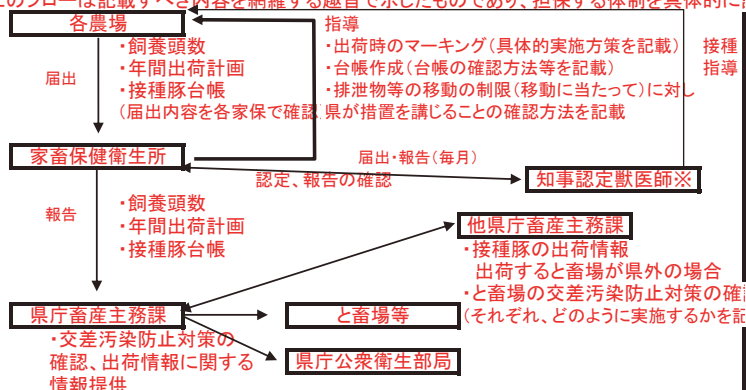 上のフローは記載すべき内容を網羅する趣旨で示したものであり、担保する体制を具体的に
各農場
指導
・飼養頭数
・出荷時のマーキング(具体的実施方策を記載)
接種
届出
・年間出荷計画
・台帳作成(台帳の確認方法等を記載)
指導
・接種豚台帳
・排泄物等の移動の制限(移動に当たって)に対し
(届出内容を各家保で確認
県が措置を講じることの確認方法を記載
家畜保健衛生所
届出・報告(毎月)
認定、報告の確認
知事認定獣医師※
報告
・飼養頭数
・年間出荷計画
・接種豚台帳
他県庁畜産主務課
・接種豚の出荷情報
出荷すると畜場が県外の場合
・と畜場の交差汚染防止対策の確
(それぞれ、どのように実施するかを記
県庁畜産主務課
と畜場等
・交差汚染防止対策の
確認、出荷情報に関する
情報提供
県庁公衆衛生部局